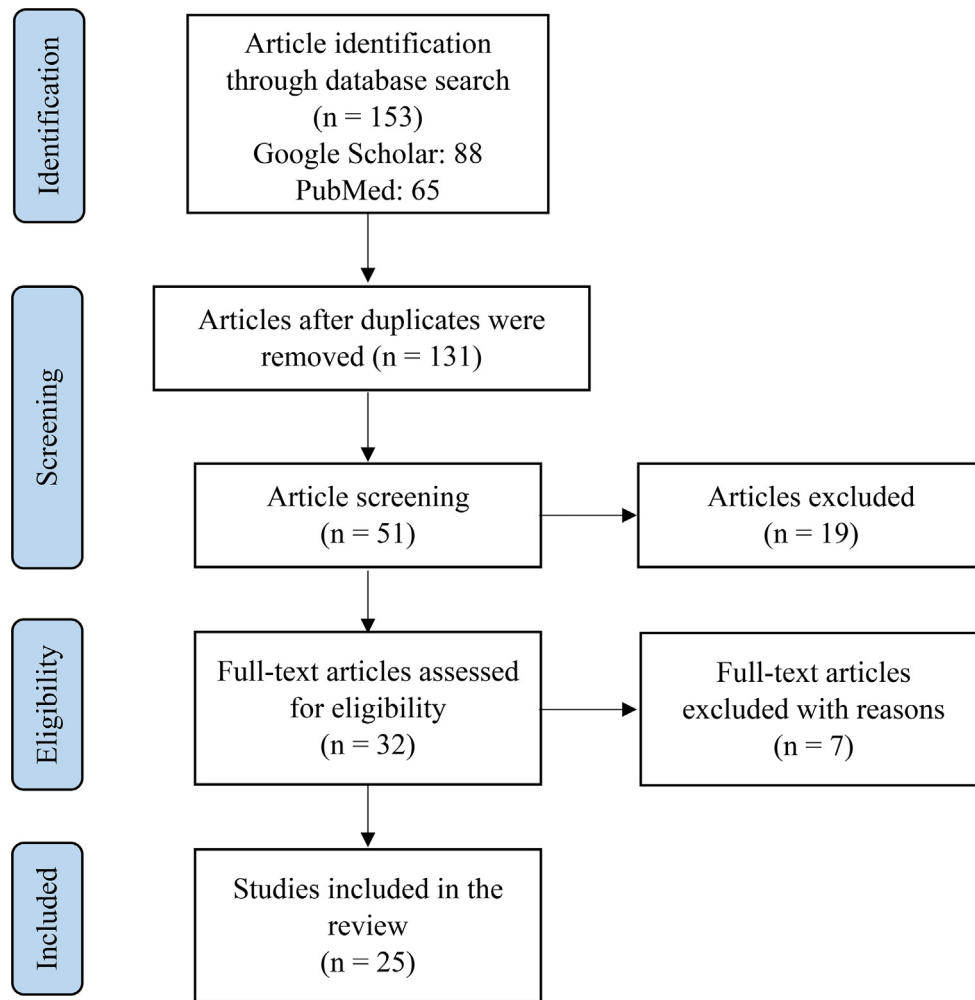 Identification
Article identification
through database search
(n = 153)
Google Scholar: 88
PubMed: 65
Screening
Articles after duplicates were
removed (n = 131)
Article screening
(n = 51)
Articles excluded
(n = 19)
Eligibility
Full-text articles assessed
for eligibility
(n = 32)
Full-text articles
excluded with reasons
(n = 7)
Included
Studies included in the
review
(n = 25)